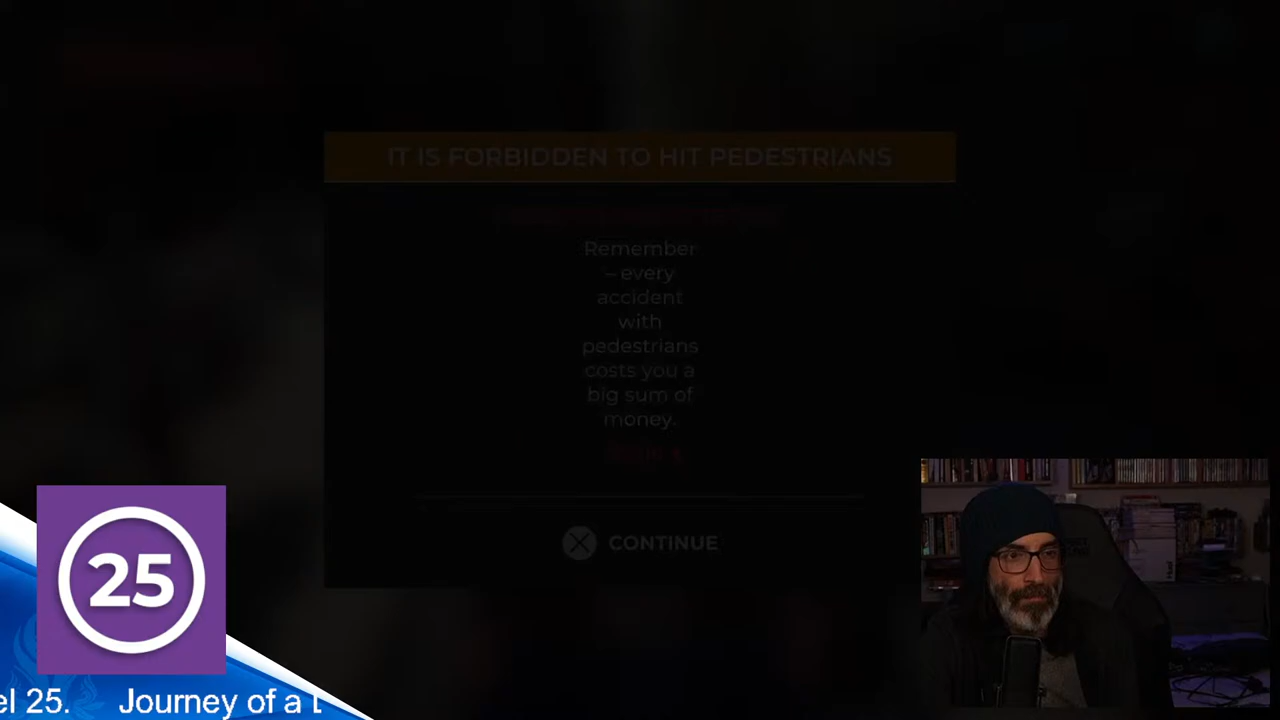 IT IS FORBIDDEN TO HIT PEDESTRIANS
Remember
– every
accident
with
pedestrians
costs you a
big sum of
money.
CONTINUE
25
el 25. Journey of a